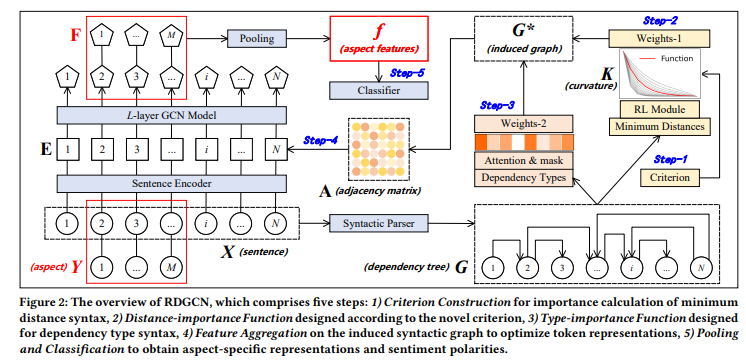 F
1 ... M
Pooling
f
(aspect features)
G*
(induced graph)
Step-2
Weights-1
Step-5
Classifier
Function
K
(curvature)
1 2 3 ... i ... N
L-layer GCN Model
Step-3
Weights-2
RL Module
Minimum Distances
E
1 2 3 ... i ... N
Step-4
A (adjacency matrix)
Attention & mask
Dependency Types
Step-1
Criterion
Sentence Encoder
1 2 3 ... i ... N
X (sentence)
Syntactic Parser
(aspect) Y
1 ... M
(dependency tree) G
1 2 3 ... i ... N
Figure 2: The overview of RDGCN, which comprises five steps: 1) Criterion Construction for importance calculation of minimum
distance syntax, 2) Distance-importance Function designed according to the novel criterion, 3) Type-importance Function designed
for dependency type syntax, 4) Feature Aggregation on the induced syntactic graph to optimize token representations, 5) Pooling
and Classification to obtain aspect-specific representations and sentiment polarities.